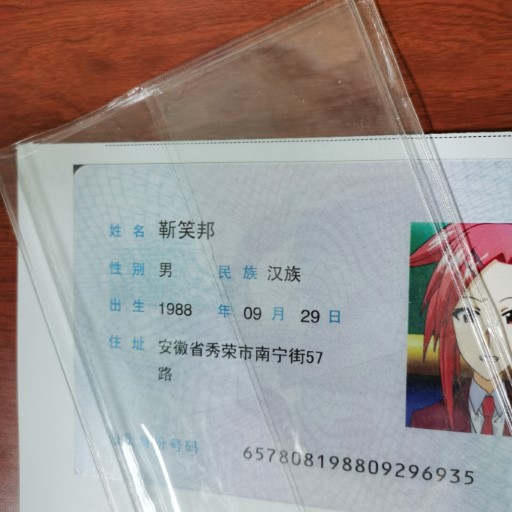 姓名 靳笑邦
性别 男 民族 汉族
出生 1988 年 09 月 29 日
住址 安徽省秀荣市南宁街57
路
公民身份号码 657808198809296935